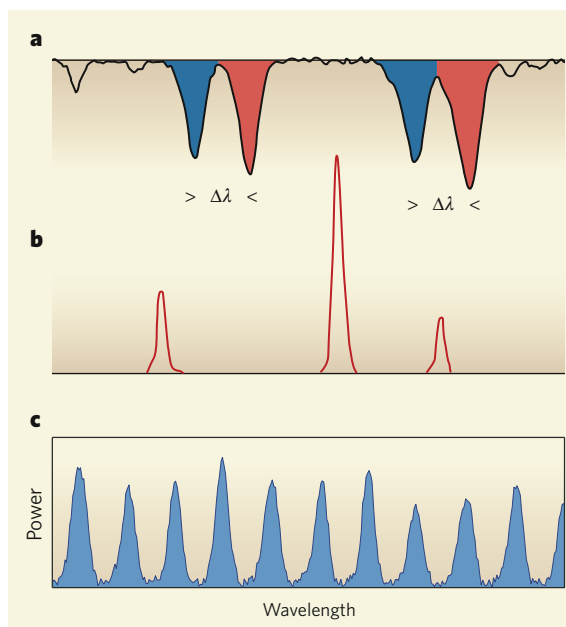 a
> Δλ <
> Δλ <
b
c
Power
Wavelength